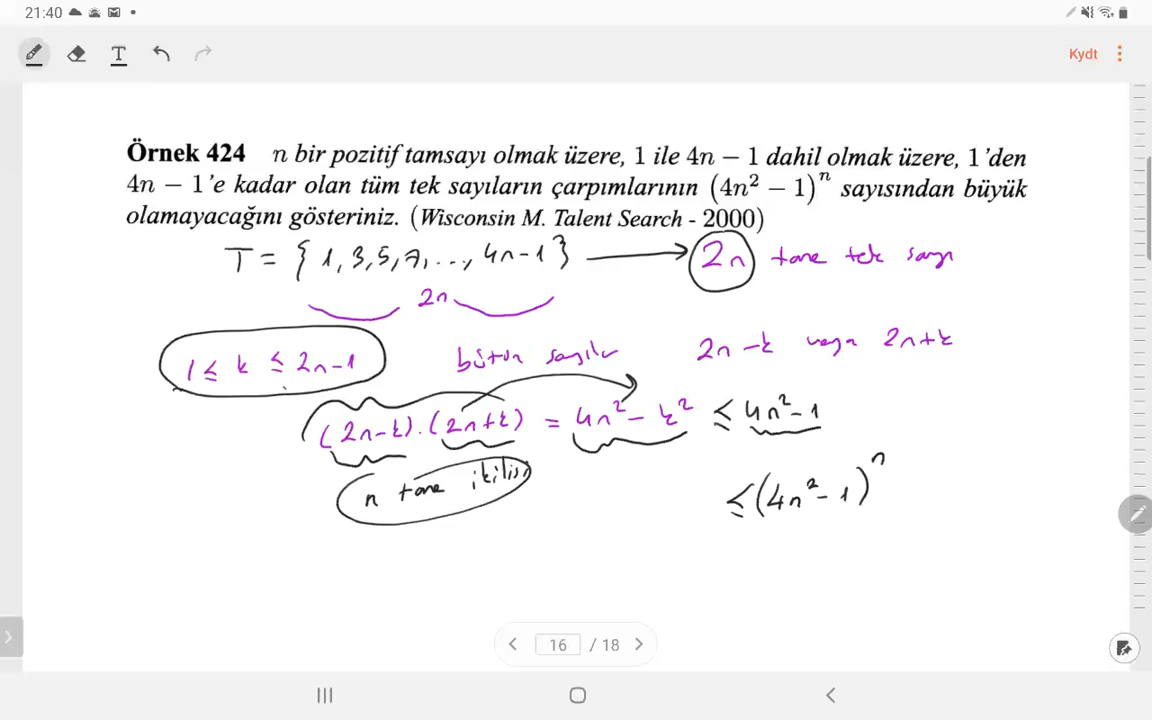 21:40
T
Kydt
Örnek 424 n bir pozitif tamsayı olmak üzere, 1 ile 4n − 1 dahil olmak üzere, 1'den
4n − 1'e kadar olan tüm tek sayıların çarpımlarının (4n² − 1)ⁿ sayısından büyük
olamayacağını gösteriniz. (Wisconsin M. Talent Search - 2000)
T = { 1, 3, 5, 7, ..., 4n-1 } → 2n tane tek sayı
2n
1 ≤ k ≤ 2n-1 bütün sayılar 2n-k veya 2n+k
(2n-k).(2n+k) = 4n² - k² ≤ 4n²-1
n tane ikilisi ≤ (4n²-1)ⁿ
16 / 18